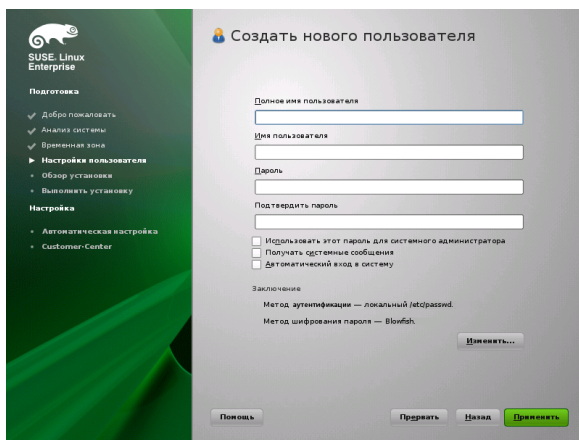 SUSE. Linux
Enterprise
Подготовка
Добро пожаловать
Анализ системы
Временная зона
Настройки пользователя
Обзор установки
Выполнить установку
Настройка
Автоматическая настройка
Customer-Center
Создать нового пользователя
Полное имя пользователя
Имя пользователя
Пароль
Подтвердить пароль
Использовать этот пароль для системного администратора
Получать системные сообщения
Автоматический вход в систему
Заключение
Метод аутентификации — локальный /etc/passwd.
Метод шифрования пароля — Blowfish.
Изменить...
Помощь
Прервать
Назад
Применить